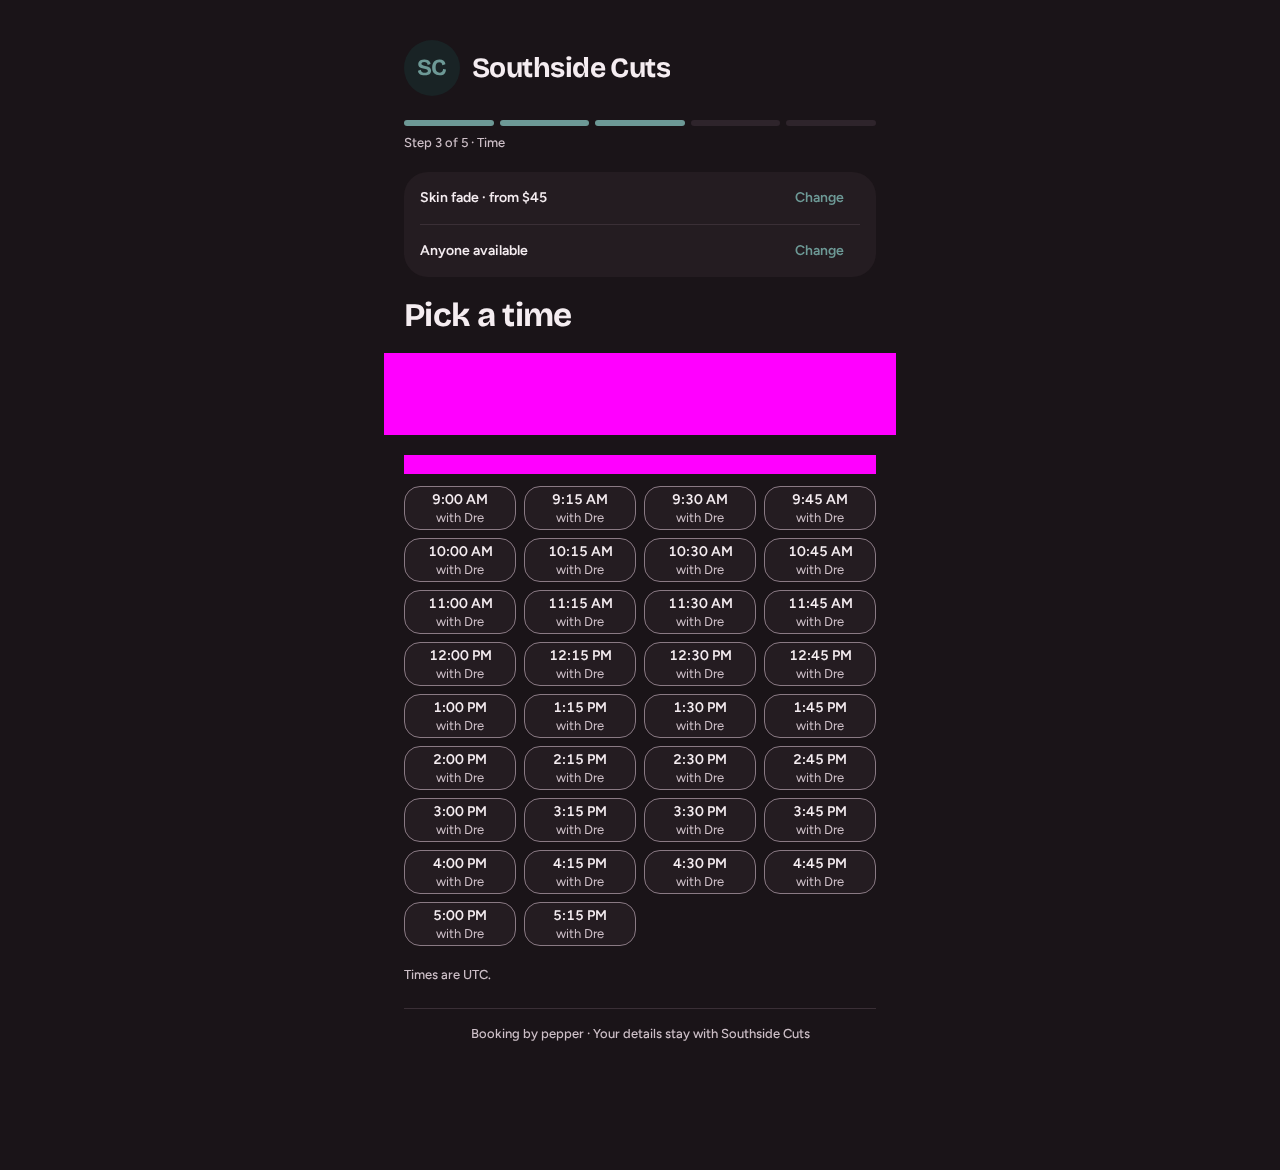 SC
Southside Cuts
Step 3 of 5 · Time
Skin fade · from $45
Change
Anyone available
Change
Pick a time
9:00 AM 9:15 AM 9:30 AM 9:45 AM
with Dre with Dre with Dre with Dre
10:00 AM 10:15 AM 10:30 AM 10:45 AM
with Dre with Dre with Dre with Dre
11:00 AM 11:15 AM 11:30 AM 11:45 AM
with Dre with Dre with Dre with Dre
12:00 PM 12:15 PM 12:30 PM 12:45 PM
with Dre with Dre with Dre with Dre
1:00 PM 1:15 PM 1:30 PM 1:45 PM
with Dre with Dre with Dre with Dre
2:00 PM 2:15 PM 2:30 PM 2:45 PM
with Dre with Dre with Dre with Dre
3:00 PM 3:15 PM 3:30 PM 3:45 PM
with Dre with Dre with Dre with Dre
4:00 PM 4:15 PM 4:30 PM 4:45 PM
with Dre with Dre with Dre with Dre
5:00 PM 5:15 PM
with Dre with Dre
Times are UTC.
Booking by pepper · Your details stay with Southside Cuts